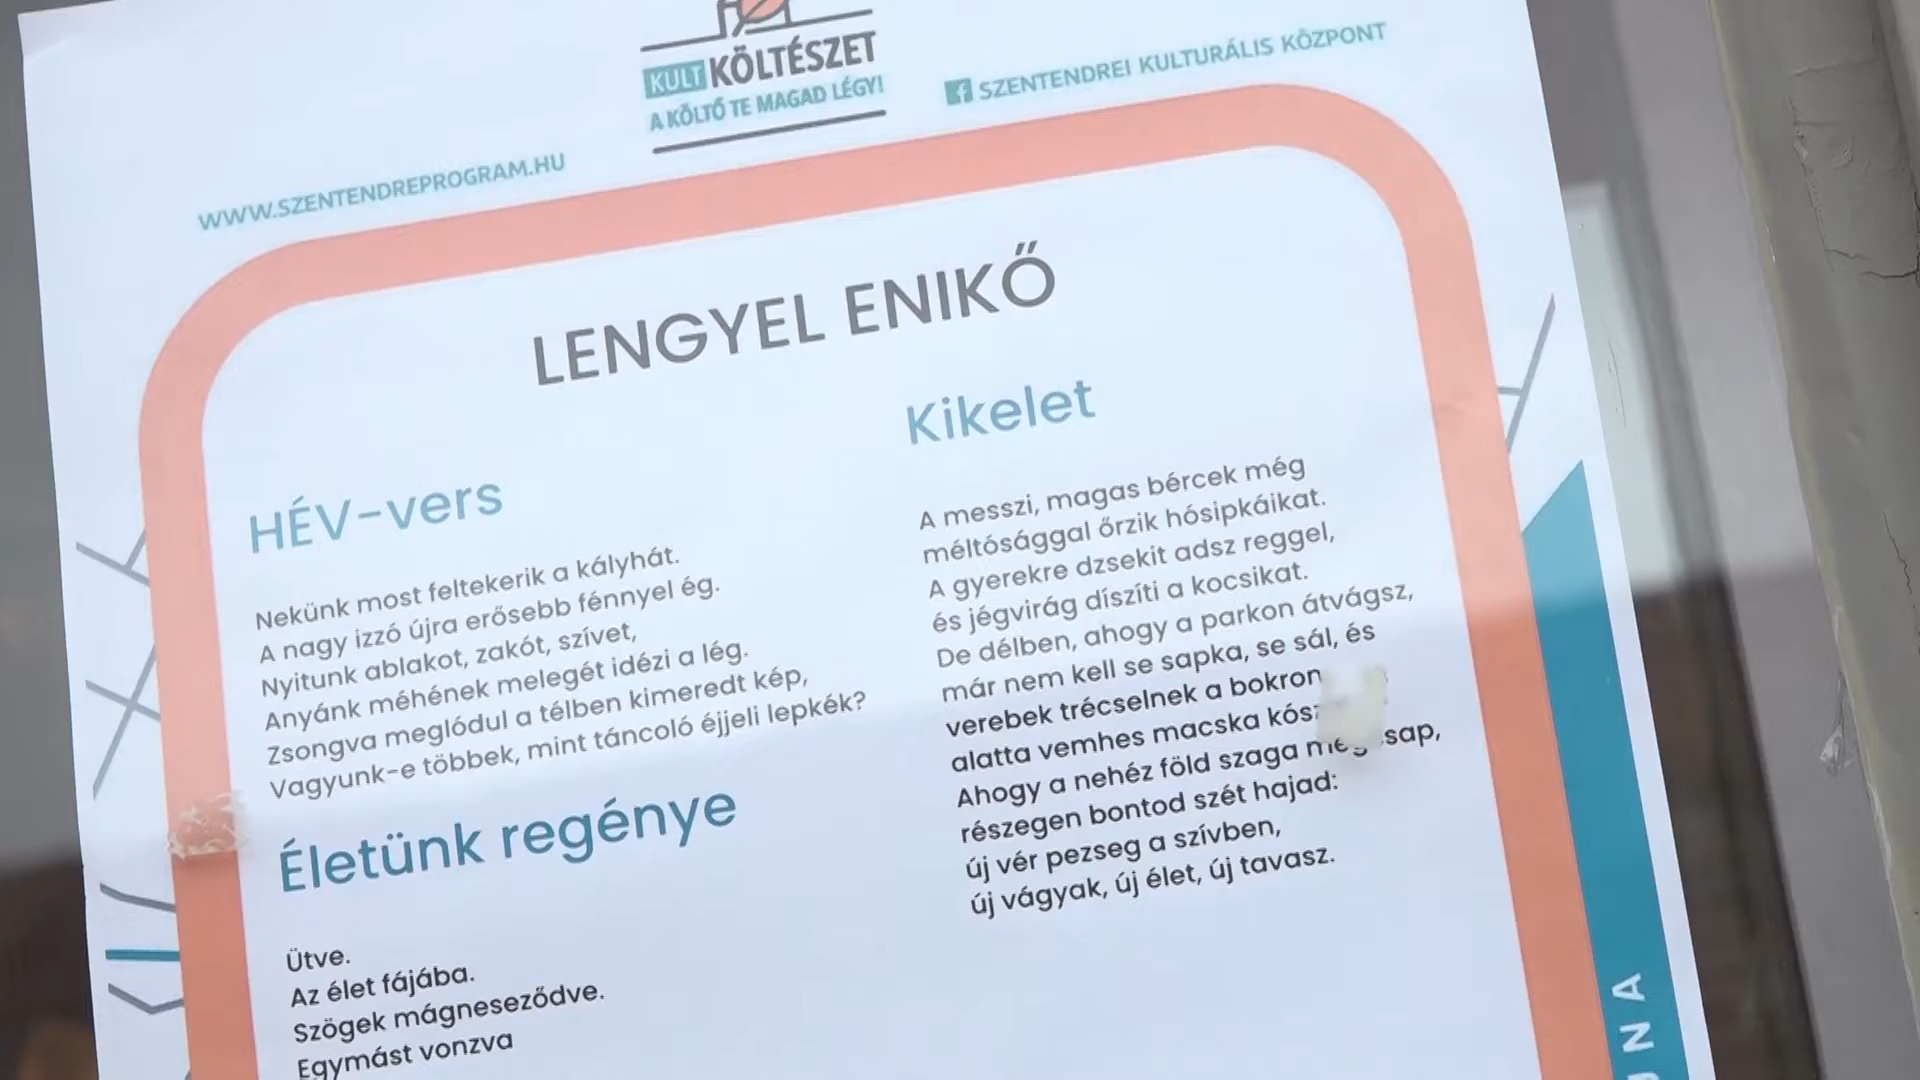 KULT KÖLTÉSZET
A KÖLTŐ TE MAGAD LÉGY!
WWW.SZENTENDREPROGRAM.HU
SZENTENDREI KULTURÁLIS KÖZPONT
LENGYEL ENIKŐ
HÉV-vers
Nekünk most feltekerik a kályhát.
A nagy izzó újra erősebb fénnyel ég.
Nyitunk ablakot, zakót, szívet,
Anyánk méhének melegét idézi a lég.
Zsongva meglódul a télben kimeredt kép,
Vagyunk-e többek, mint táncoló éjjeli lepkék?
Életünk regénye
Ütve.
Az élet fájába.
Szögek mágneseződve.
Egymást vonzva
Kikelet
A messzi, magas bércek még
méltósággal őrzik hósipkáikat.
A gyerekre dzsekit adsz reggel,
és jégvirág díszíti a kocsikat.
De délben, ahogy a parkon átvágsz,
már nem kell se sapka, se sál, és
verebek trécselnek a bokron
alatta vemhes macska
Ahogy a nehéz föld szaga
részegen bontod szét hajad:
új vér pezseg a szívben,
új vágyak, új élet, új tavasz.